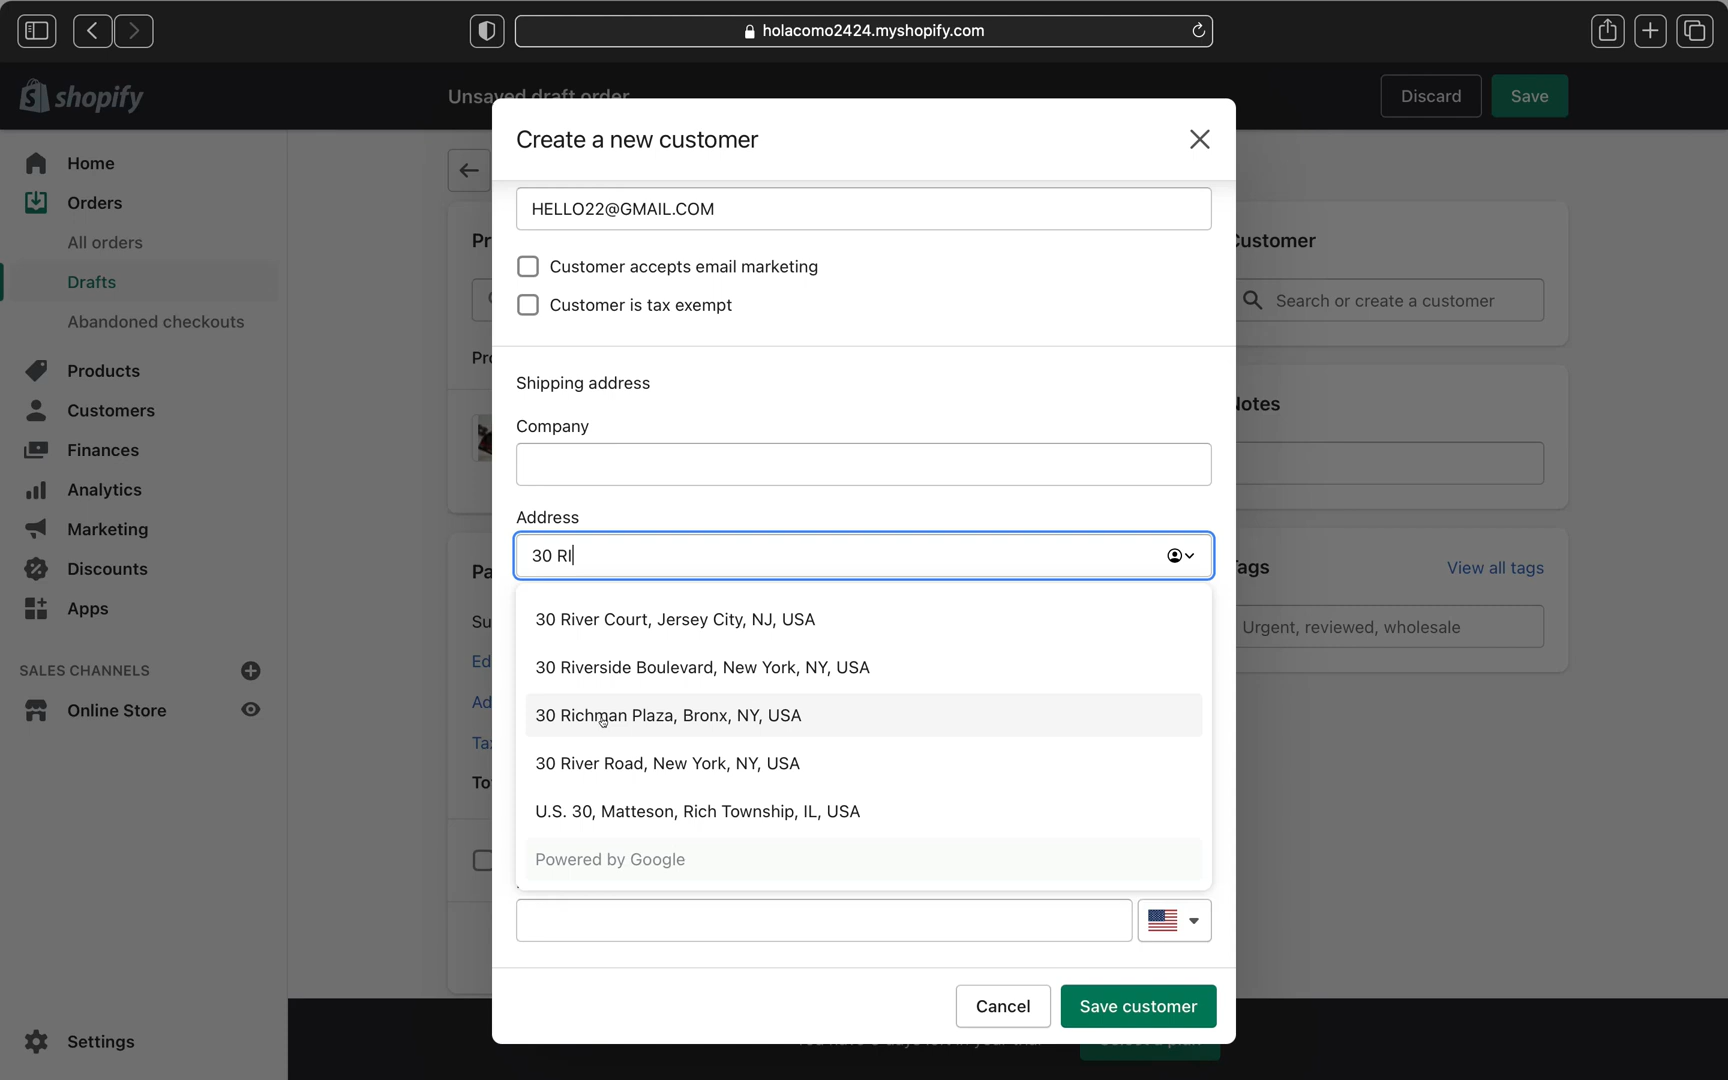 holacomo2424.myshopify.com
shopify
Unsaved draft order
Discard
Save
Create a new customer
Home
Orders
All orders
Drafts
Abandoned checkouts
Products
Customers
Finances
Analytics
Marketing
Discounts
Apps
SALES CHANNELS
Online Store
Settings
HELLO22@GMAIL.COM
Customer accepts email marketing
Customer is tax exempt
Shipping address
Company
Address
30 RI
30 River Court, Jersey City, NJ, USA
30 Riverside Boulevard, New York, NY, USA
30 Richman Plaza, Bronx, NY, USA
30 River Road, New York, NY, USA
U.S. 30, Matteson, Rich Township, IL, USA
Powered by Google
Cancel
Save customer
Customer
Search or create a customer
Notes
Tags
View all tags
Urgent, reviewed, wholesale